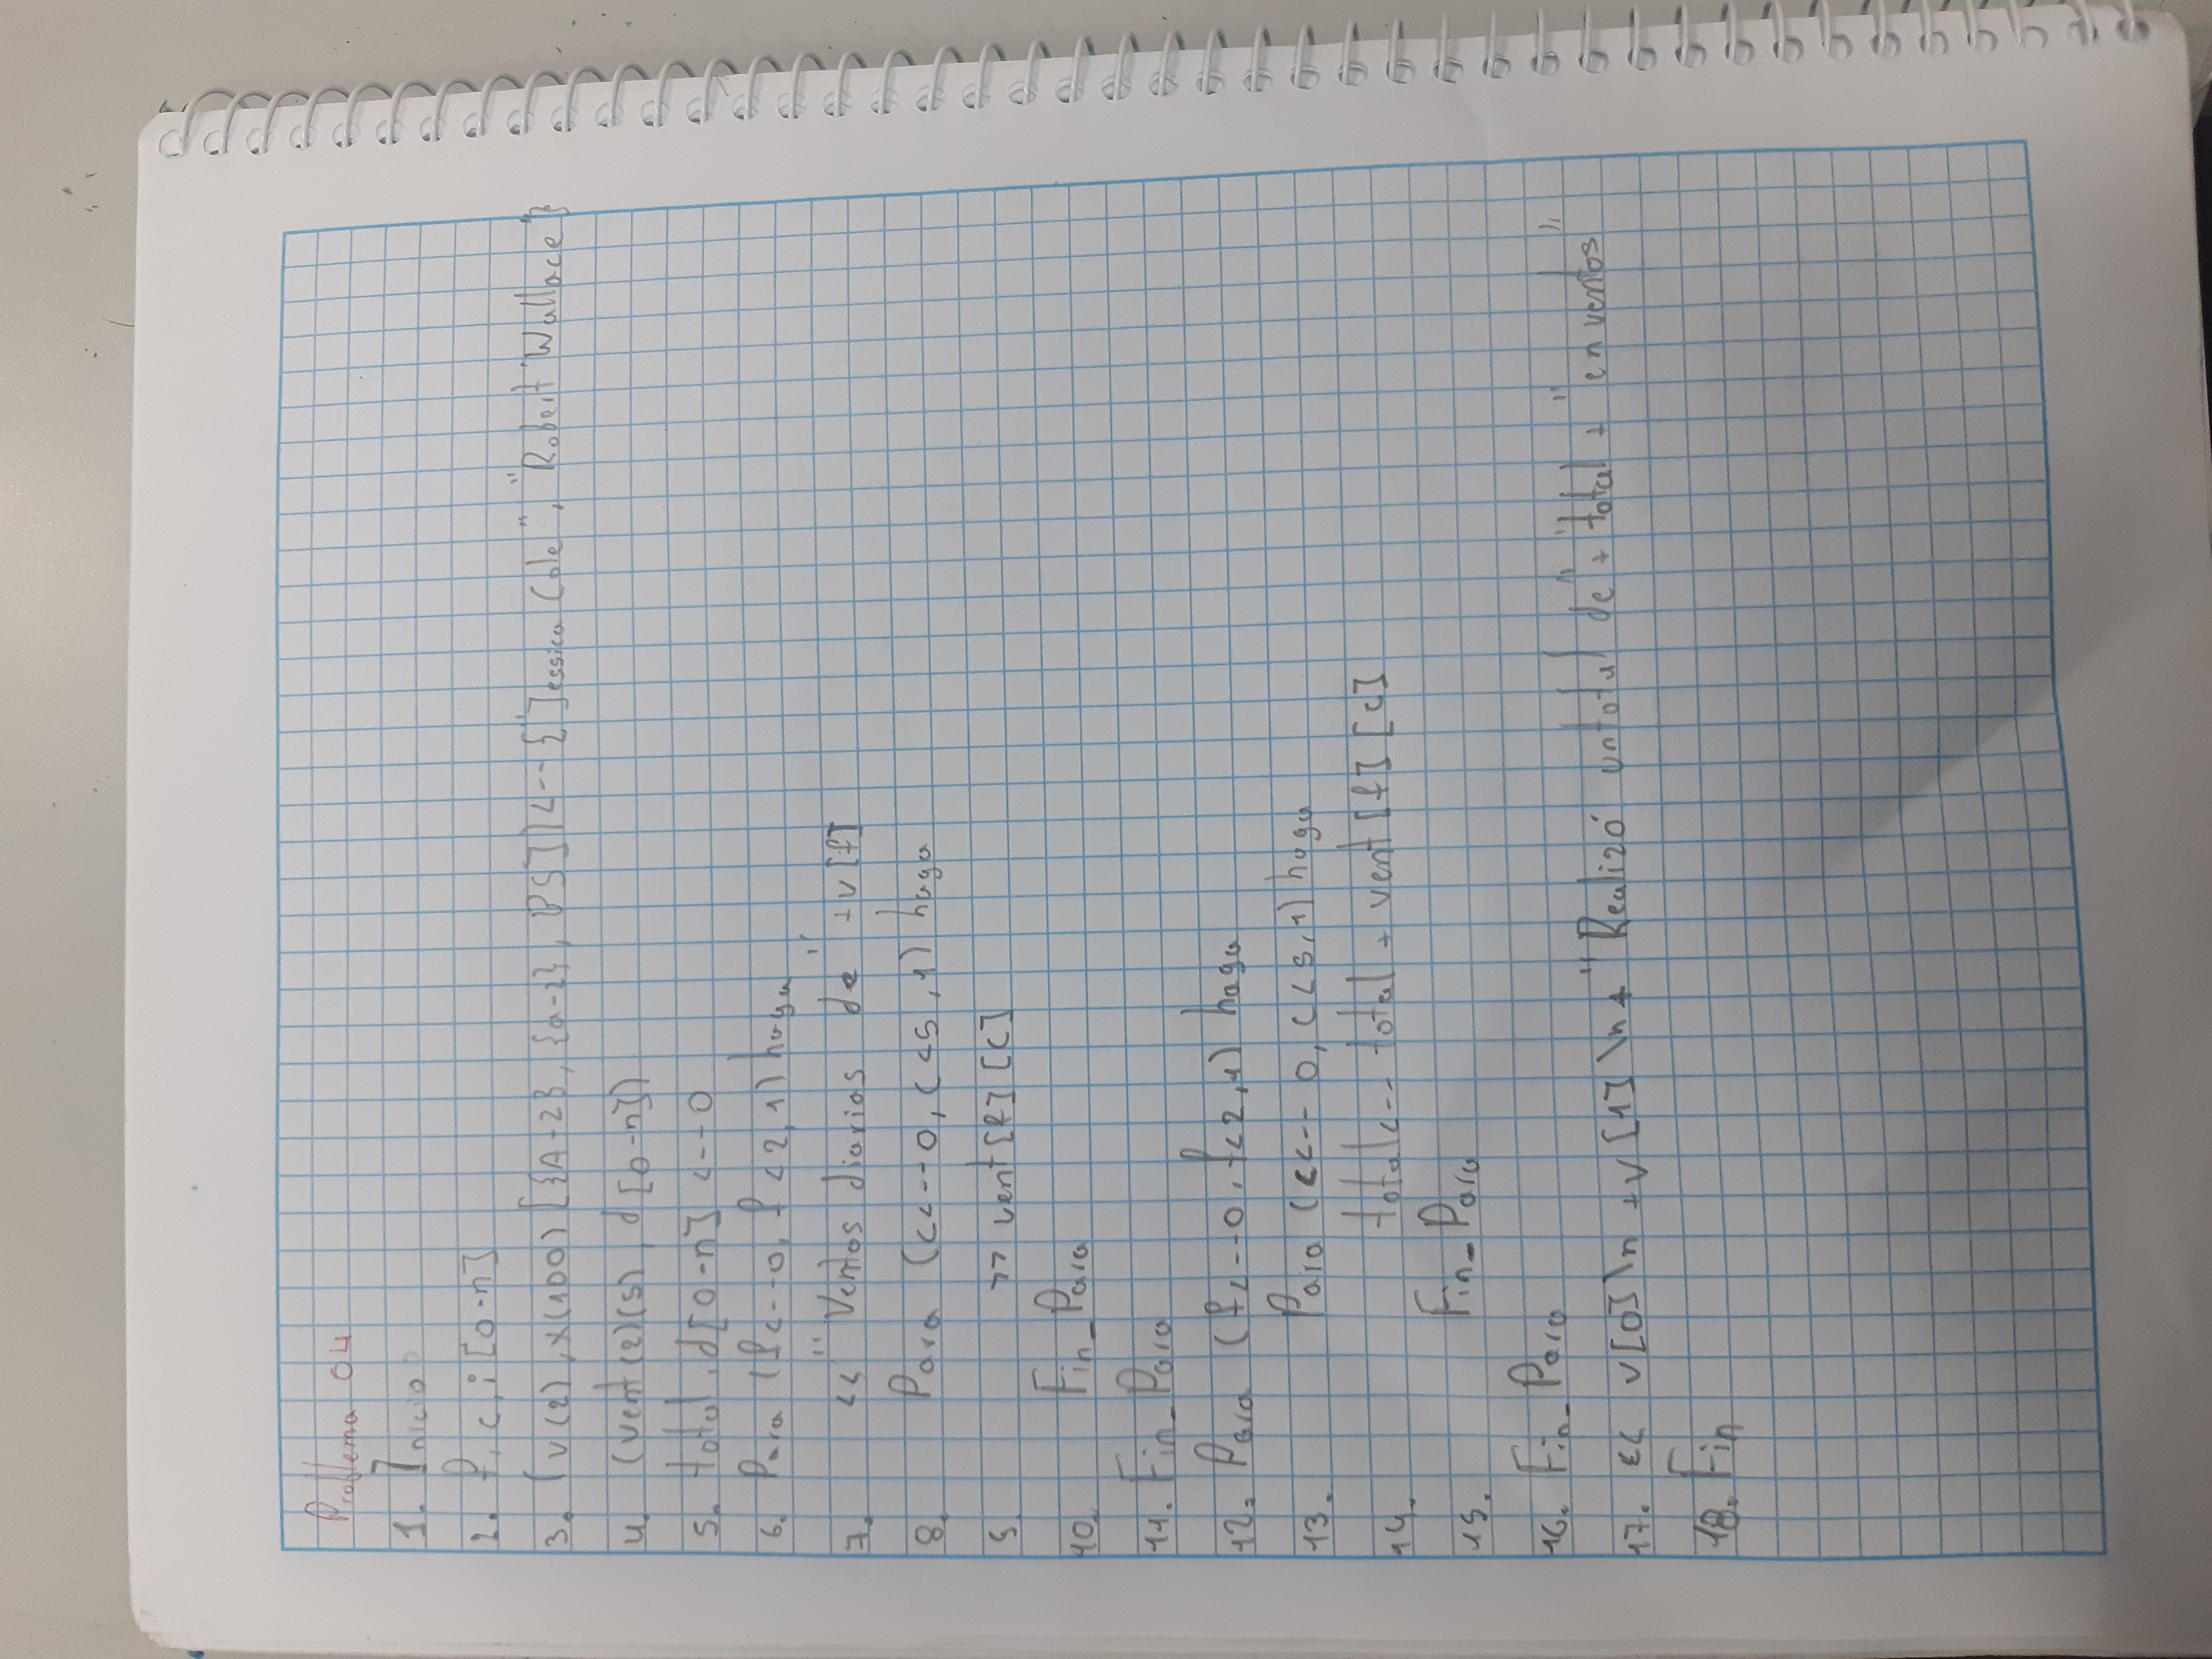 Problema 04
1. Inicio
2. f, c, i [0-n]
3. (v(2), x(100) [{A-Z}, {a-z}, PS]) <-- {"Jessica Cole", "Robert Wallace"}
4. (vent(2)(5), d[0-n])
5. total, d[0-n] <--0
6. Para (f<--0, f<2, 1) haga
7. << "Ventas diarias de" +v[f]
8. Para (c<--0, c<5, 1) haga
9. >> vent[f][c]
10. Fin_Para
11. Fin_Para
12. Para (f<--0, f<2, 1) haga
13. Para (c<--0, c<5, 1) haga
14. total<-- total + vent[f][c]
15. Fin_Para
16. Fin_Para
17. << v[0]\n +v[1]\n+ "Realizó un total de" + total + "en ventas"
18. Fin